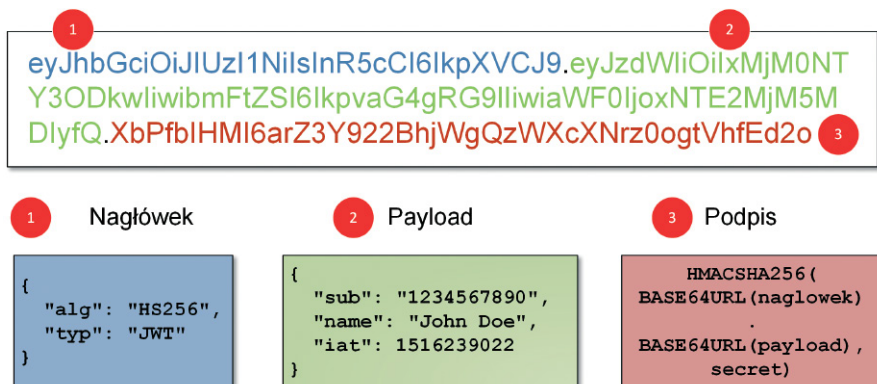 1
2
eyJhbGciOiJIUzI1NiIsInR5cCI6IkpXVCJ9.eyJzdWIiOiIxMjM0NT
Y3ODkwIiwibmFtZSI6IkpvaG4gRG9lIiwiaWF0IjoxNTE2MjM5M
DIyfQ.XbPfbIHMI6arZ3Y922BhjWgQzWXcXNrz0ogtVhfEd2o 3
1 Nagłówek
2 Payload
3 Podpis
{
"alg": "HS256",
"typ": "JWT"
}
{
"sub": "1234567890",
"name": "John Doe",
"iat": 1516239022
}
HMACSHA256(
BASE64URL(naglowek)
.
BASE64URL(payload),
secret)